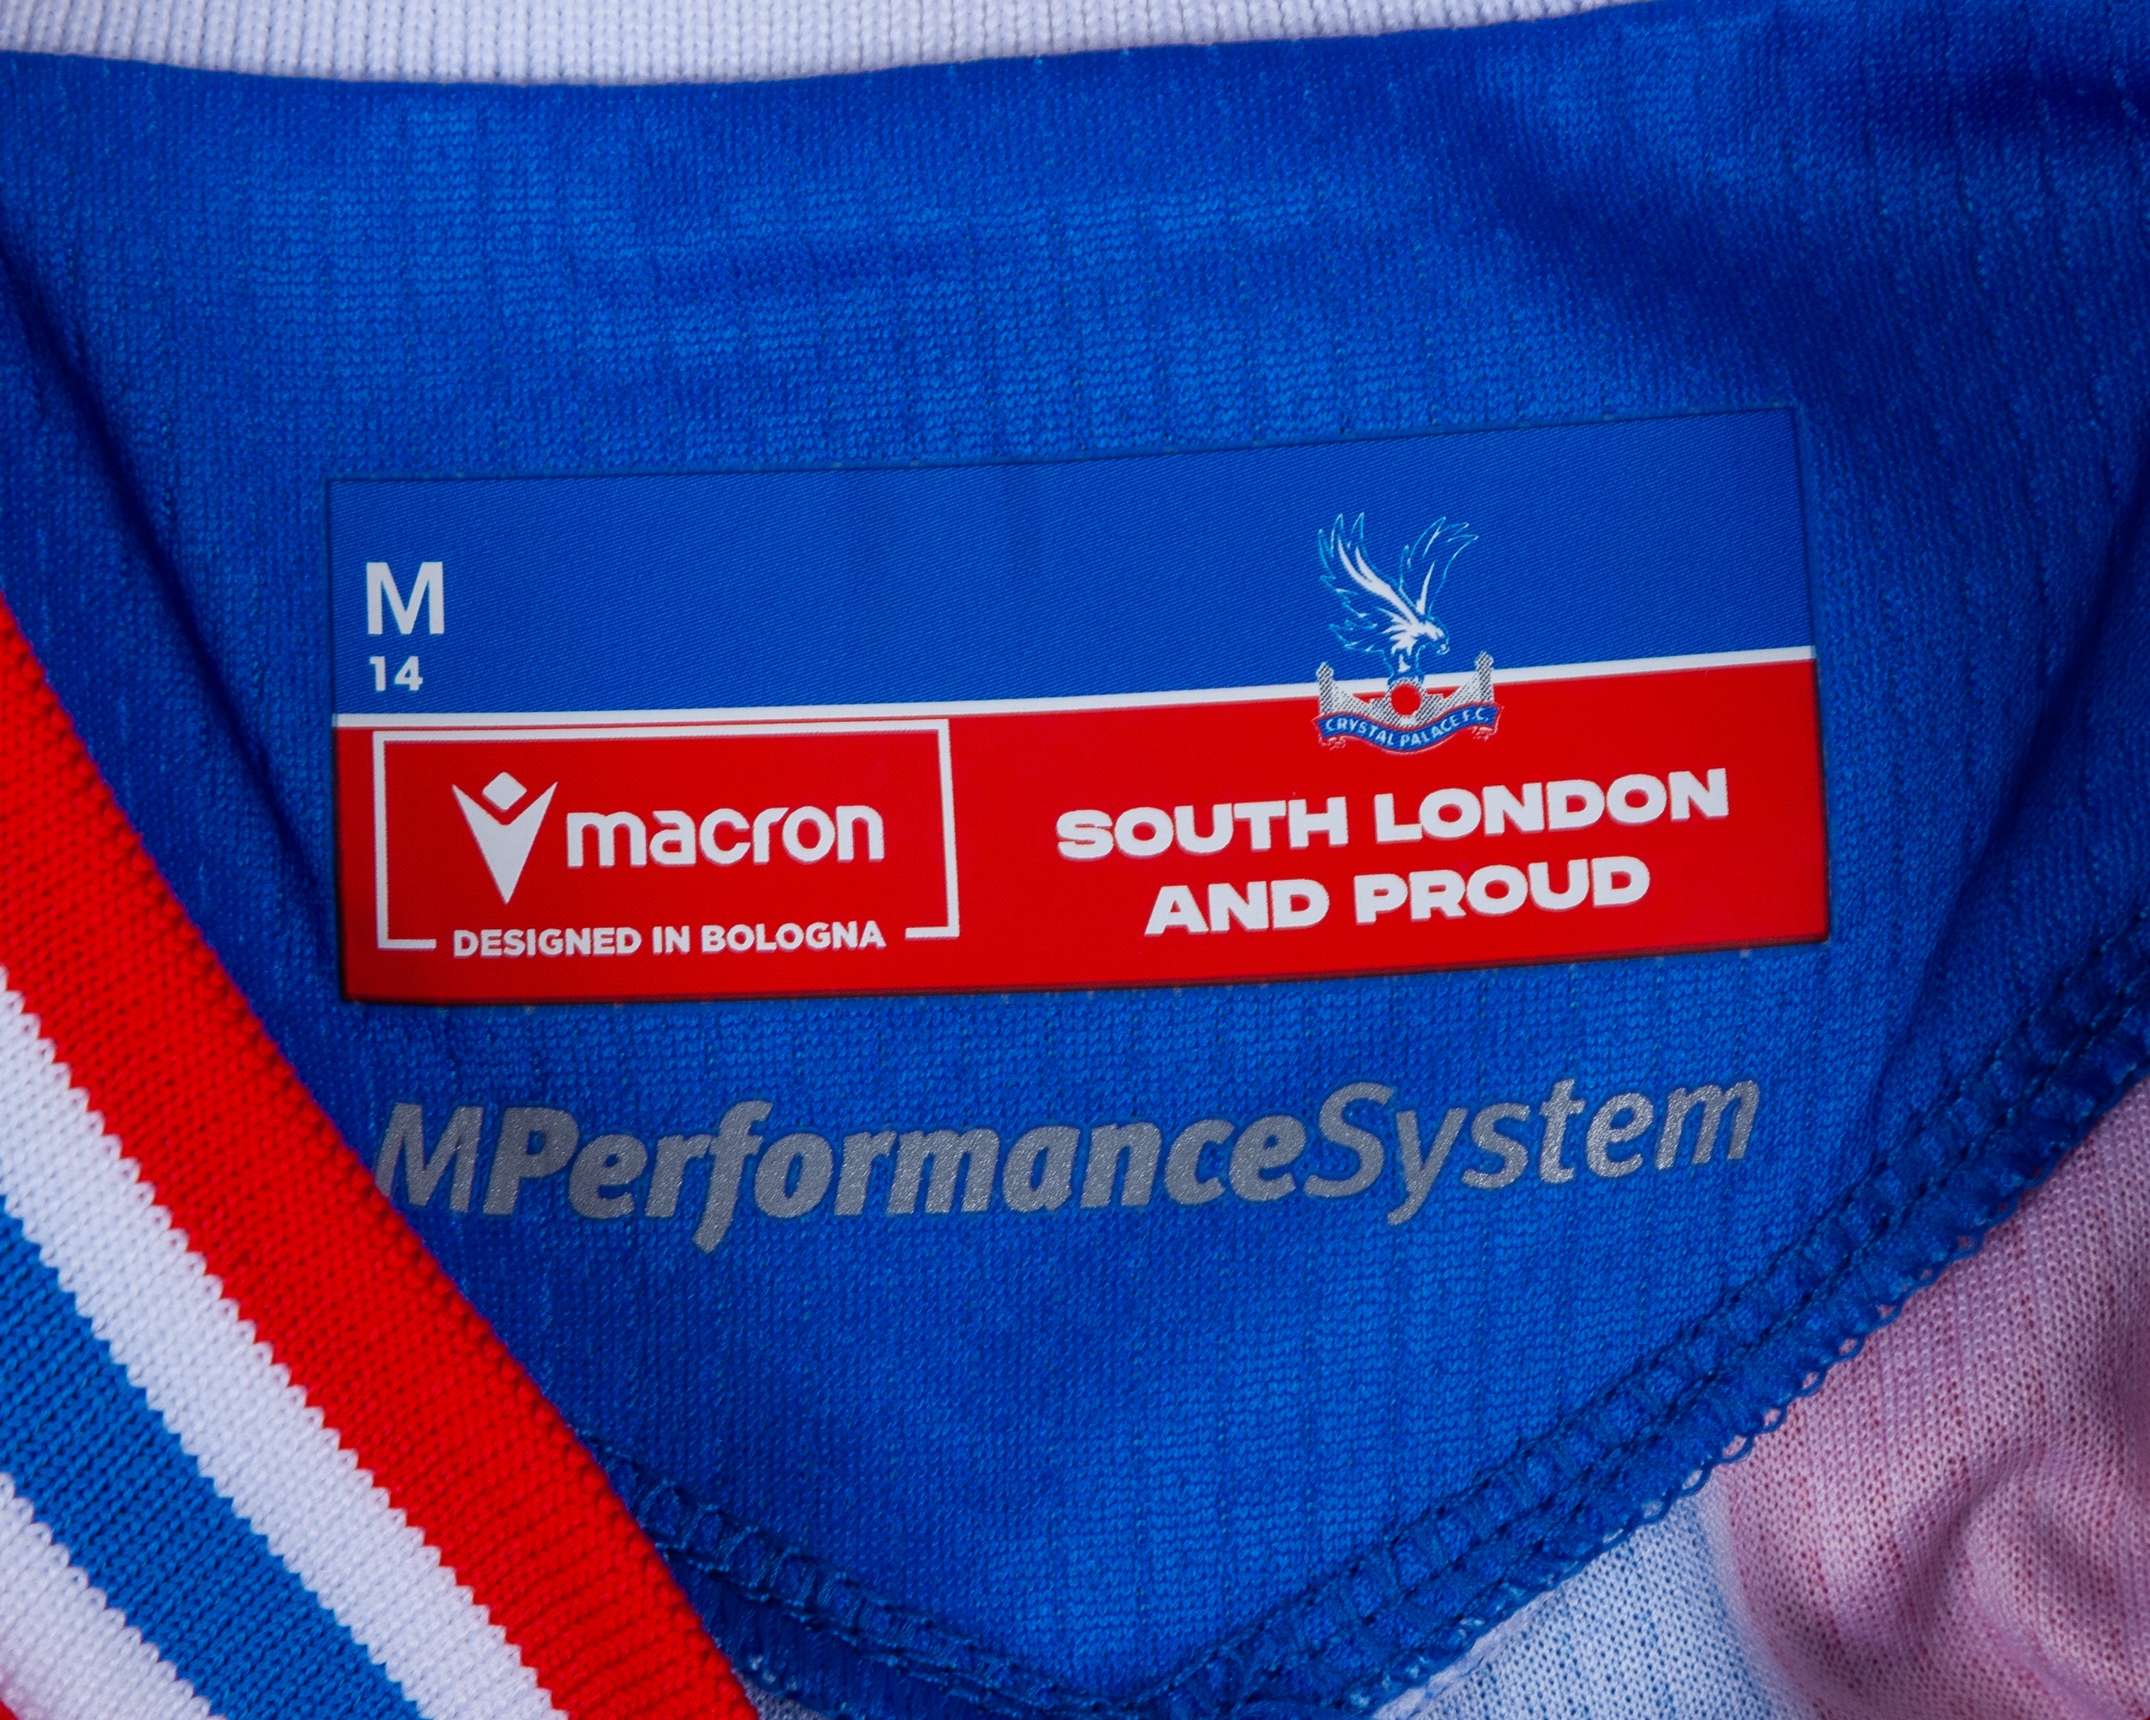 M
14
CRYSTAL PALACE F.C.
macron
DESIGNED IN BOLOGNA
SOUTH LONDON
AND PROUD
MPerformanceSystem